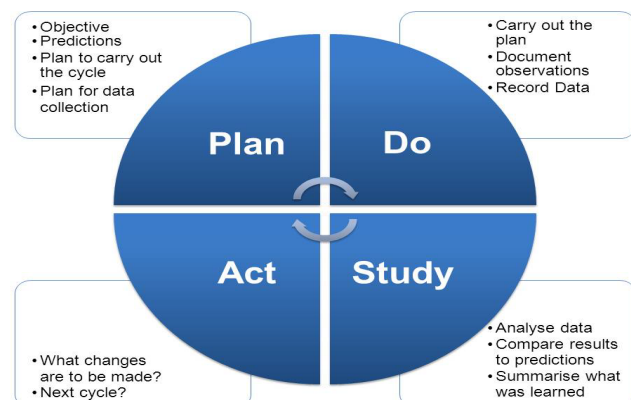 • Objective
• Predictions
• Plan to carry out
the cycle
• Plan for data
collection
• Carry out the
plan
• Document
observations
• Record Data
Plan
Do
Act
Study
• What changes
are to be made?
• Next cycle?
• Analyse data
• Compare results
to predictions
• Summarise what
was learned